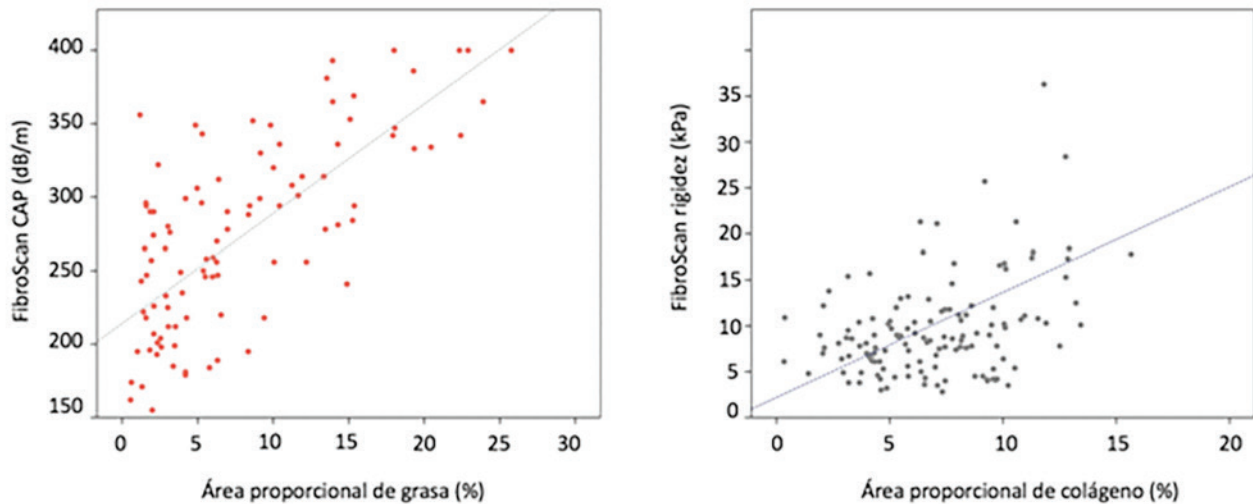 FibroScan CAP (dB/m)
400
350
300
250
200
150
0 5 10 15 20 25 30
Área proporcional de grasa (%)
FibroScan rigidez (kPa)
35
30
25
20
15
10
5
0
0 5 10 15 20
Área proporcional de colágeno (%)